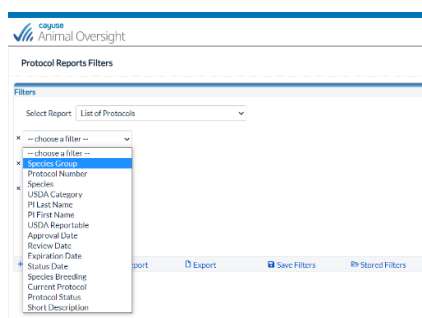 cayuse
Animal Oversight
Protocol Reports Filters
Filters
Select Report List of Protocols
× -- choose a filter --
-- choose a filter --
× Species Group
Protocol Number
Species
× USDA Category
PI Last Name
PI First Name
USDA Reportable
Approval Date
Review Date
Expiration Date
+ Status Date port Export Save Filters Stored Filters
Species Breeding
Current Protocol
Protocol Status
Short Description